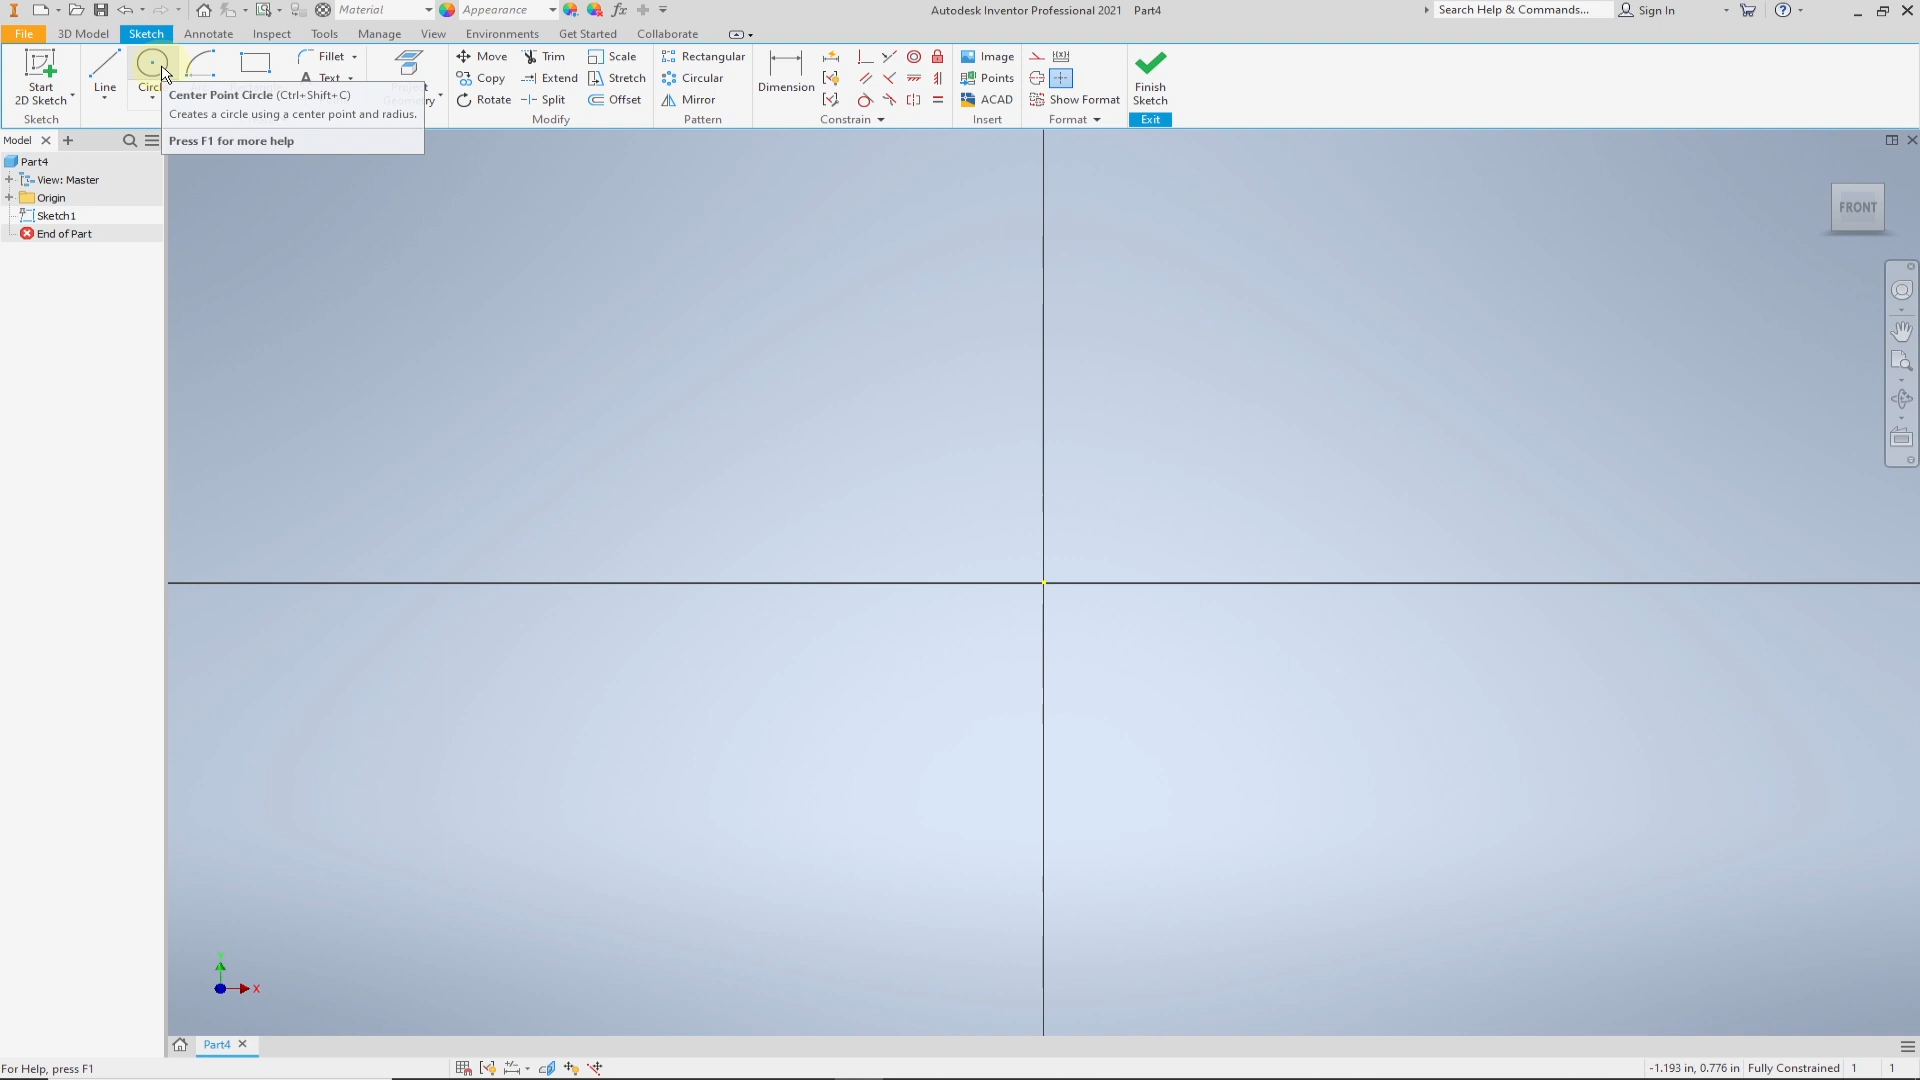 Material
Appearance
Autodesk Inventor Professional 2021 Part4
Search Help & Commands...
Sign In
File
3D Model
Sketch
Annotate
Inspect
Tools
Manage
View
Environments
Get Started
Collaborate
Start
2D Sketch
Sketch
Line
Fillet
Text
Move
Copy
Rotate
Trim
Extend
Split
Scale
Stretch
Offset
Modify
Rectangular
Circular
Mirror
Pattern
Dimension
Constrain
Image
Points
ACAD
Insert
Show Format
Format
Finish
Sketch
Exit
Center Point Circle (Ctrl+Shift+C)
Creates a circle using a center point and radius.
Press F1 for more help
Model
Part4
View: Master
Origin
Sketch1
End of Part
FRONT
X
Part4
For Help, press F1
-1.193 in, 0.776 in
Fully Constrained
1
1